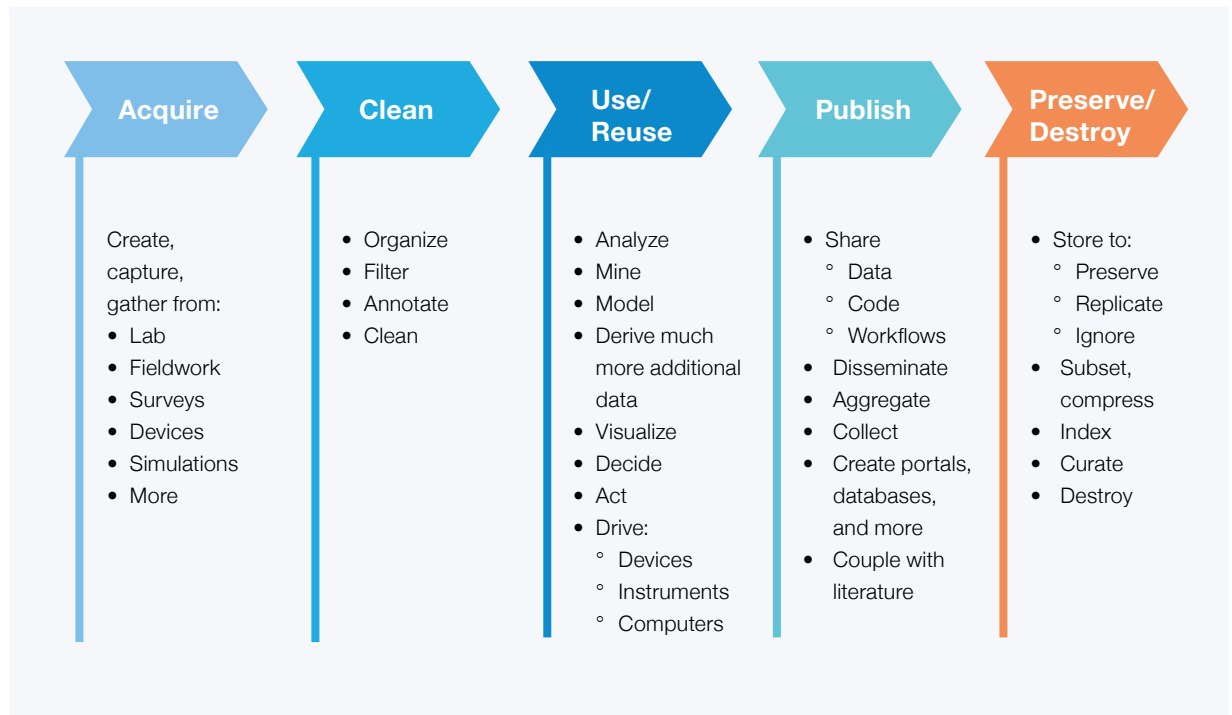 Acquire
Create,
capture,
gather from:
• Lab
• Fieldwork
• Surveys
• Devices
• Simulations
• More
Clean
• Organize
• Filter
• Annotate
• Clean
Use/
Reuse
• Analyze
• Mine
• Model
• Derive much
more additional
data
• Visualize
• Decide
• Act
• Drive:
° Devices
° Instruments
° Computers
Publish
• Share
° Data
° Code
° Workflows
• Disseminate
• Aggregate
• Collect
• Create portals,
databases,
and more
• Couple with
literature
Preserve/
Destroy
• Store to:
° Preserve
° Replicate
° Ignore
• Subset,
compress
• Index
• Curate
• Destroy